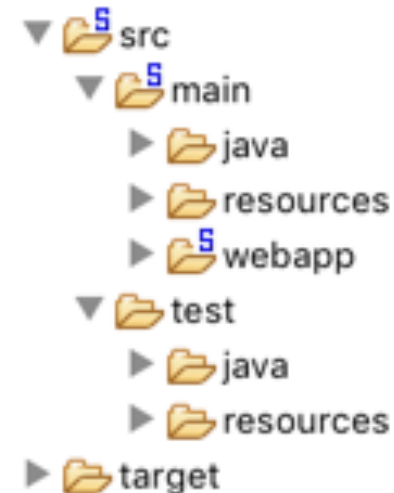 S src
S main
java
resources
S webapp
test
java
resources
target